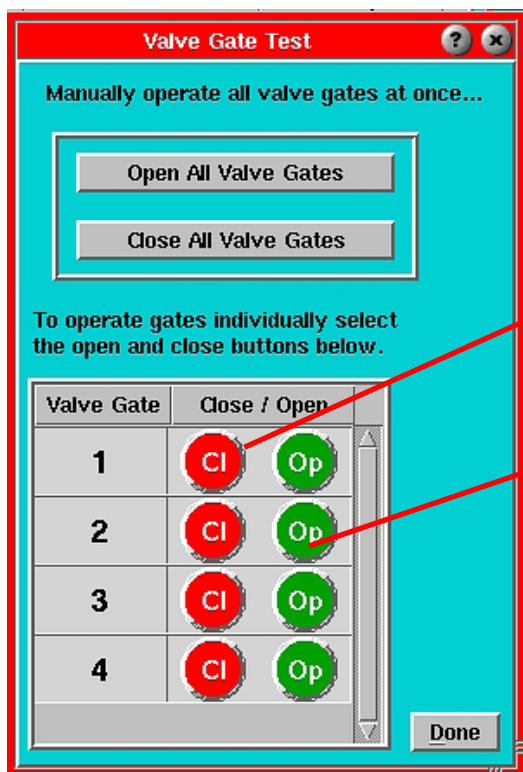 Valve Gate Test ? x
Manually operate all valve gates at once...
Open All Valve Gates
Close All Valve Gates
To operate gates individually select
the open and close buttons below.
Valve Gate Close / Open
1 Cl Op
2 Cl Op
3 Cl Op
4 Cl Op
Done